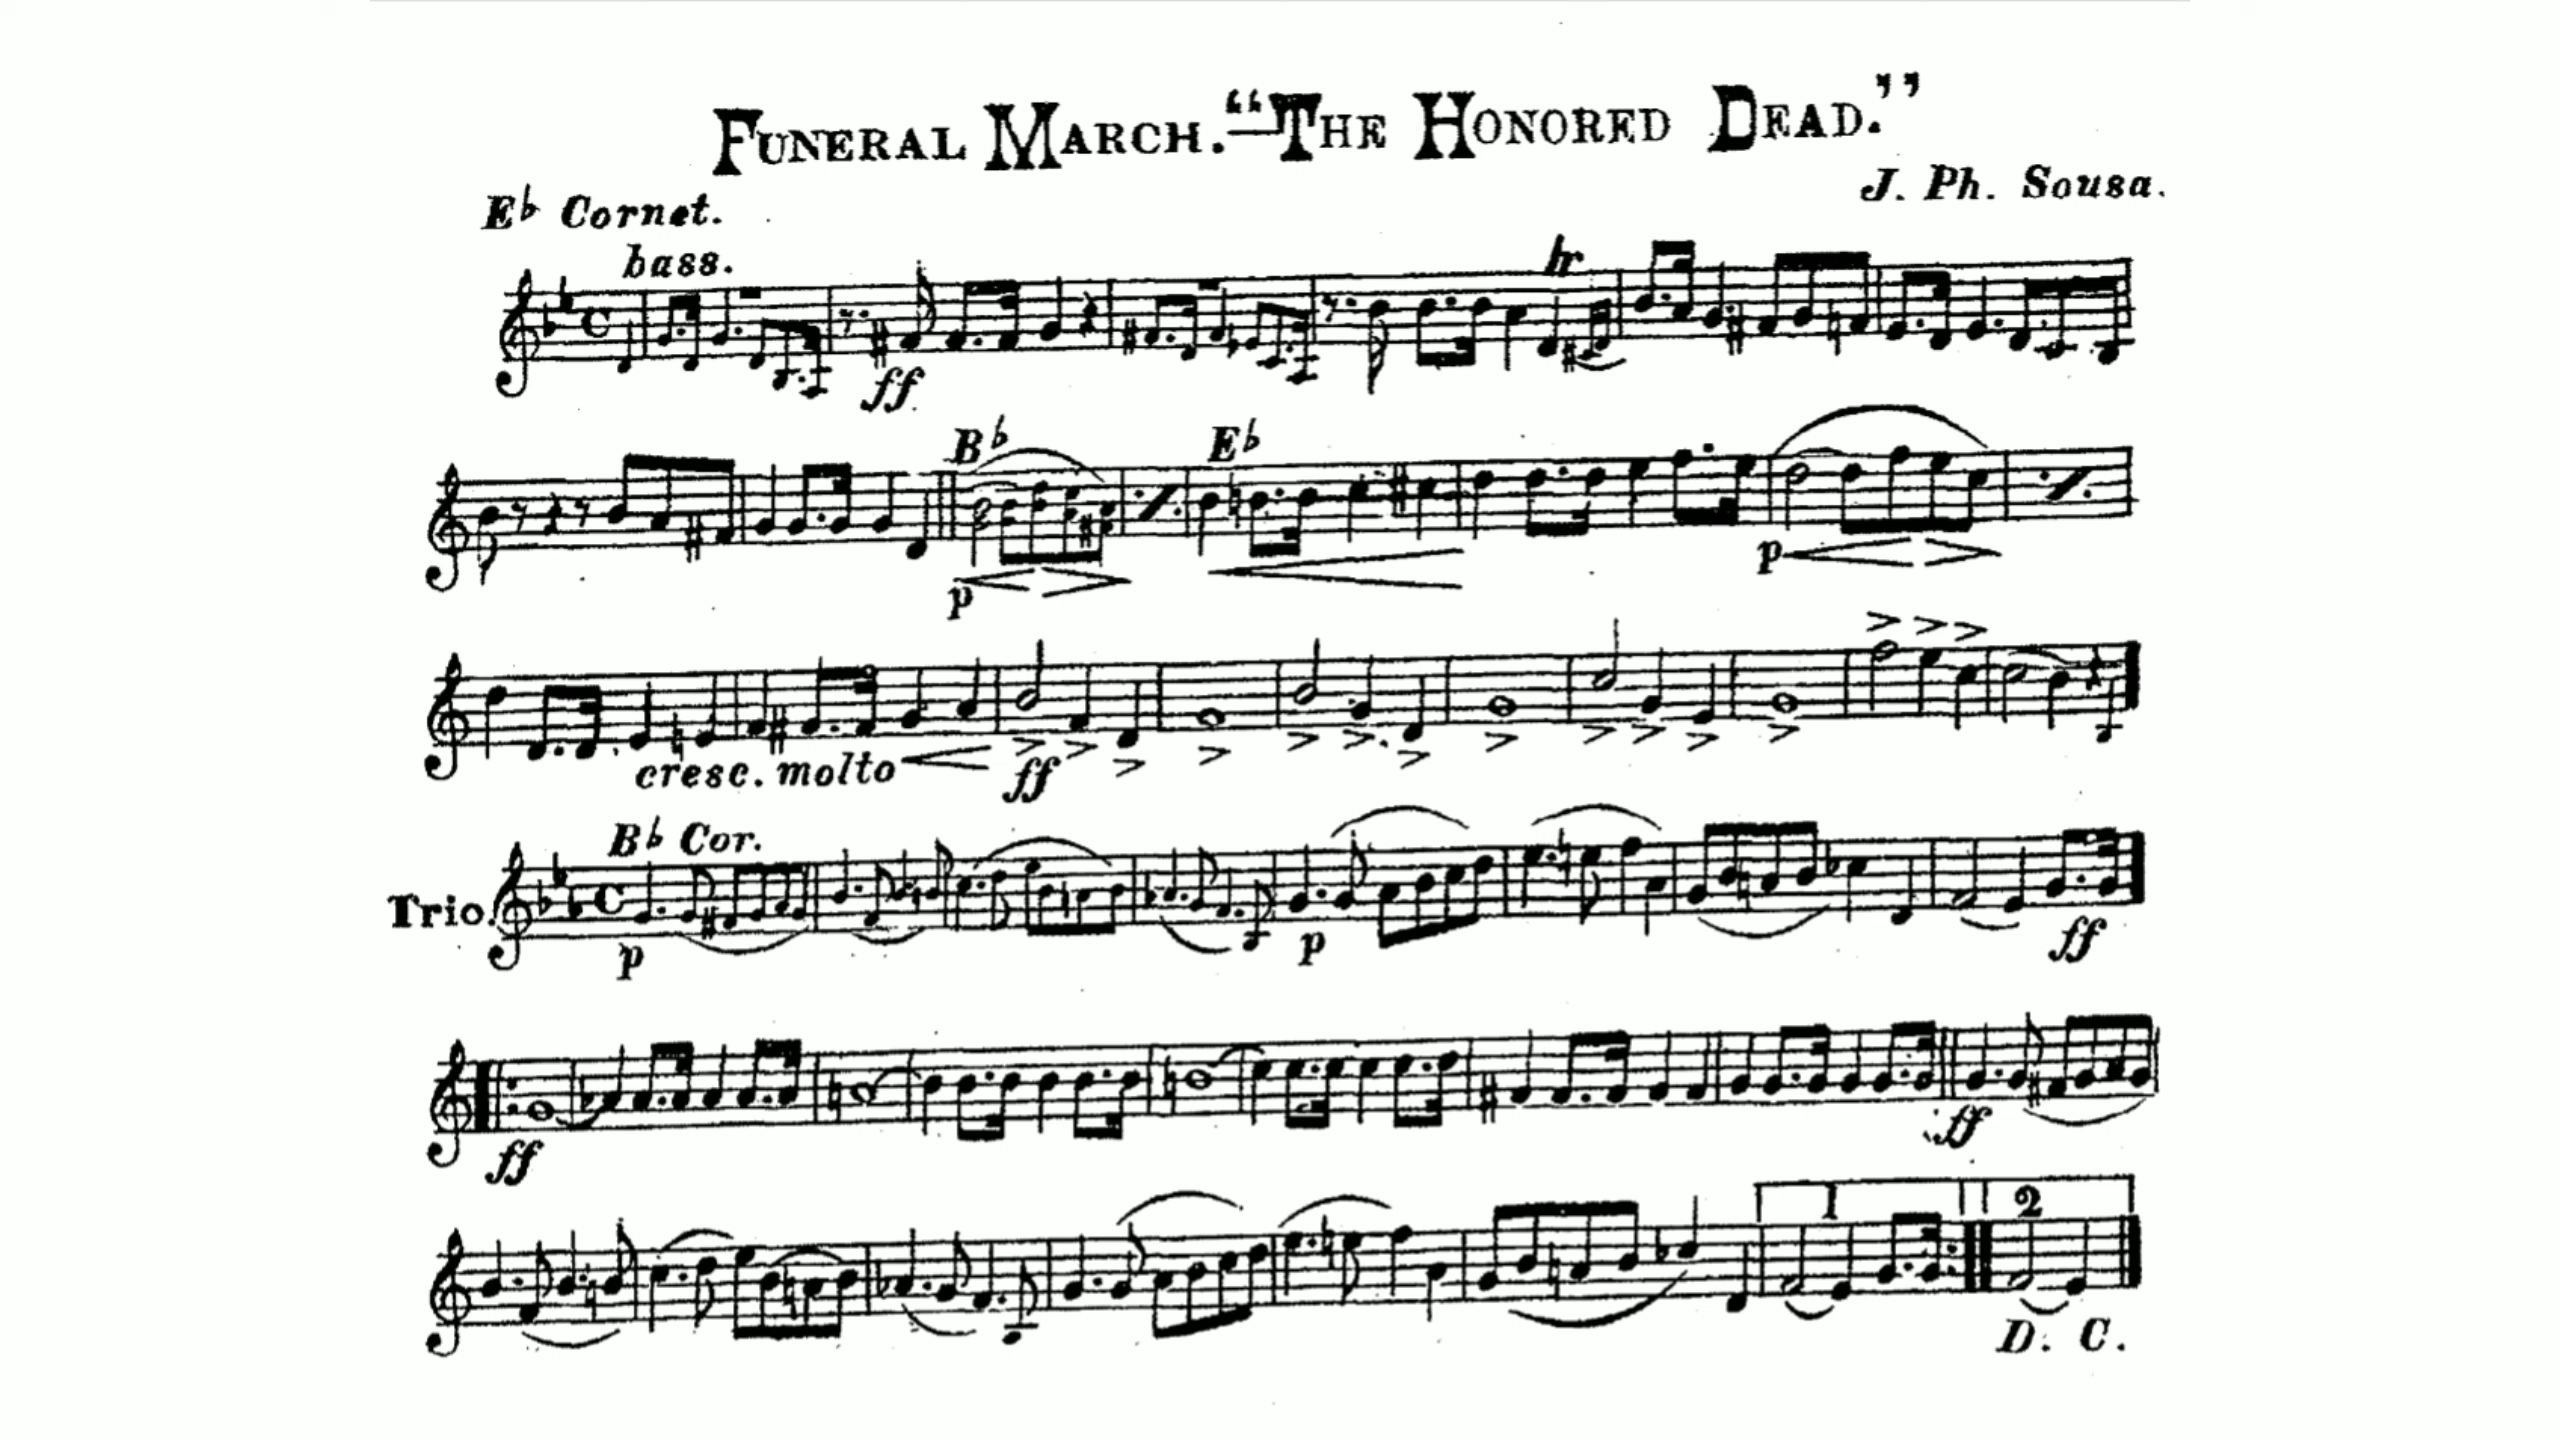 FUNERAL MARCH.—"THE HONORED DEAD."
J. Ph. Sousa.
E♭ Cornet.
bass.
tr
ff
B♭
E♭
p
p
cresc. molto
ff
B♭ Cor.
Trio.
p
p
ff
ff
ff
1
2
D. C.